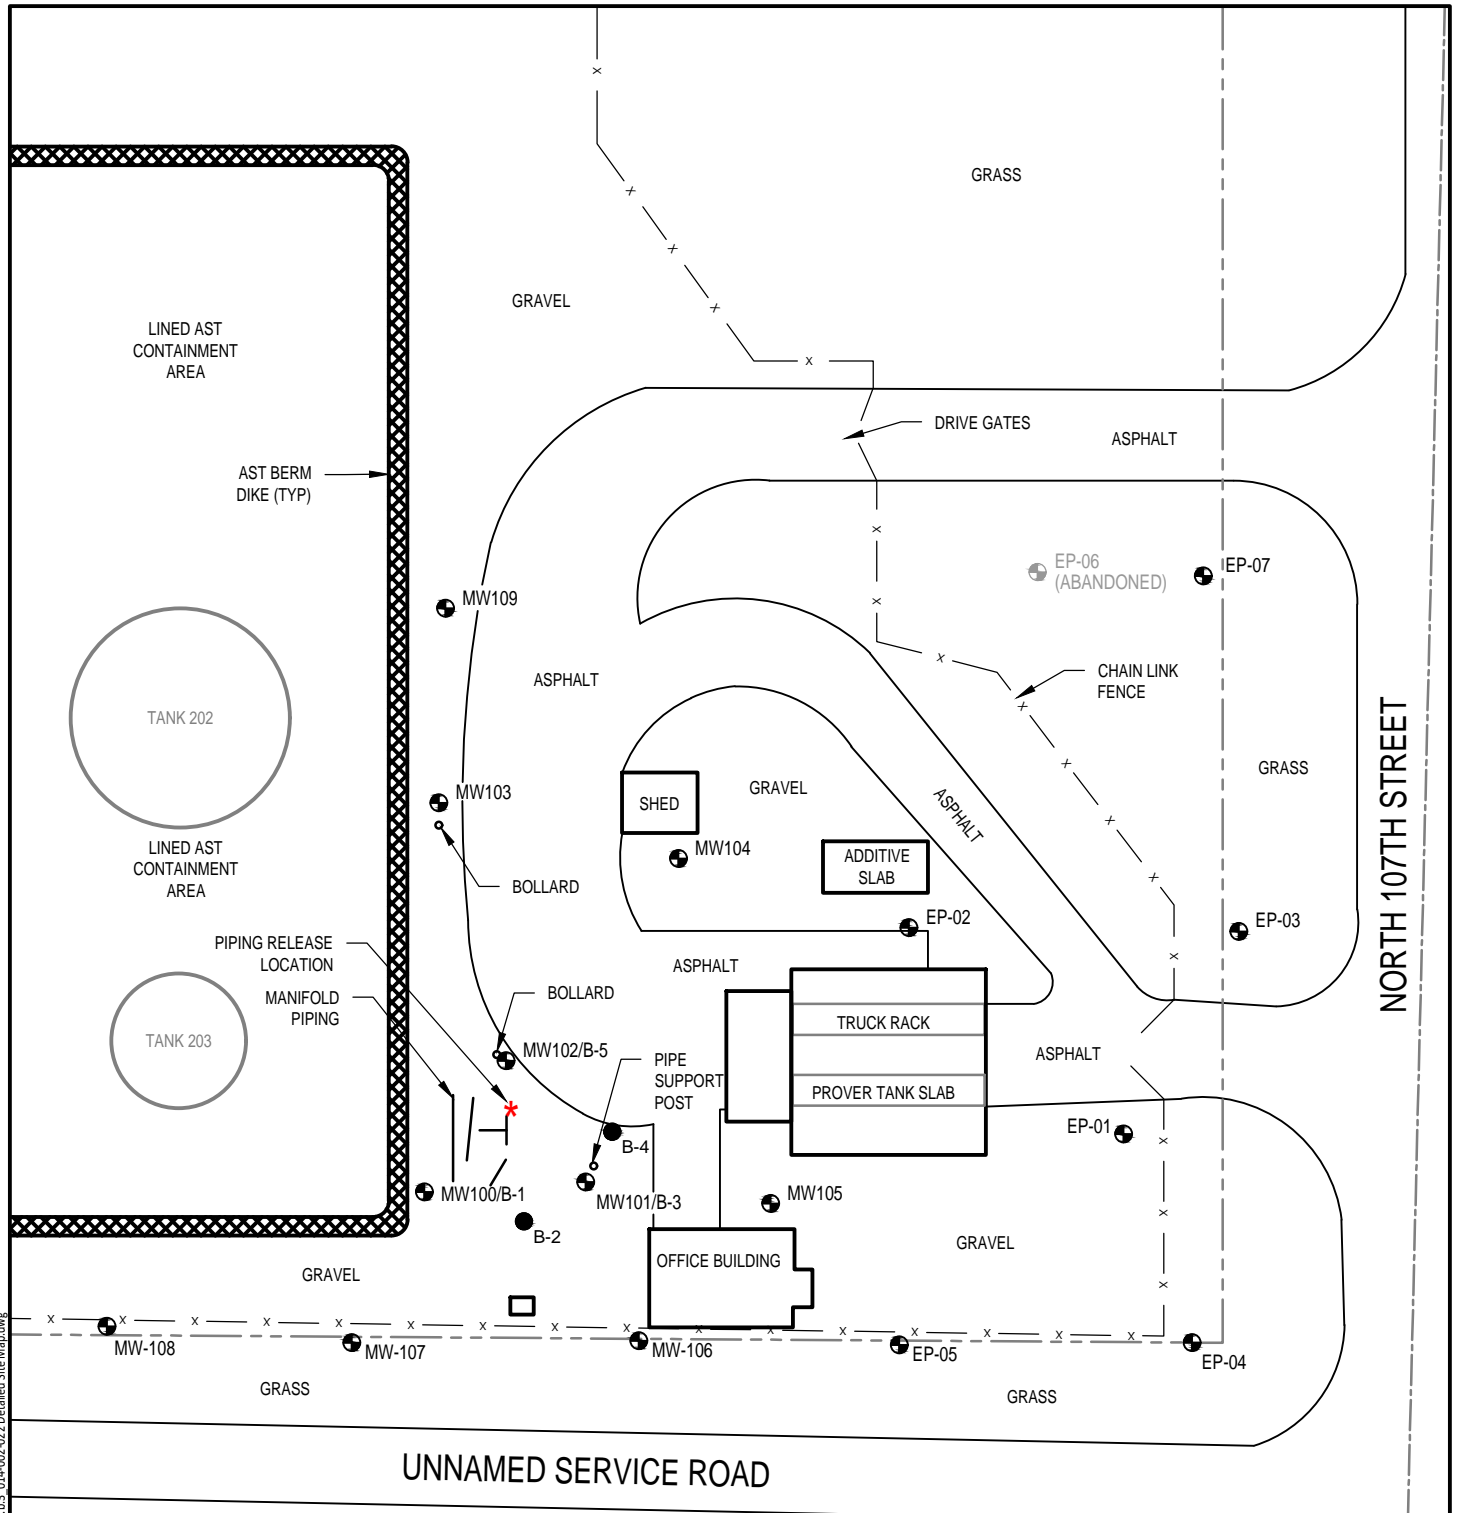 GRASS
GRAVEL
LINED AST
CONTAINMENT
AREA
DRIVE GATES
ASPHALT
AST BERM
DIKE (TYP)
EP-06
(ABANDONED)
EP-07
MW109
CHAIN LINK
FENCE
ASPHALT
TANK 202
NORTH 107TH STREET
GRASS
MW103
SHED
GRAVEL
ASPHALT
MW104
ADDITIVE
SLAB
LINED AST
CONTAINMENT
AREA
BOLLARD
EP-02
EP-03
PIPING RELEASE
LOCATION
ASPHALT
MANIFOLD
PIPING
BOLLARD
TRUCK RACK
TANK 203
MW102/B-5
PIPE
SUPPORT
POST
ASPHALT
PROVER TANK SLAB
EP-01
B-4
MW100/B-1
MW101/B-3
MW105
B-2
OFFICE BUILDING
GRAVEL
GRAVEL
MW-108
MW-107
MW-106
EP-05
EP-04
GRASS
GRASS
UNNAMED SERVICE ROAD
Detailed Site Map.dwg